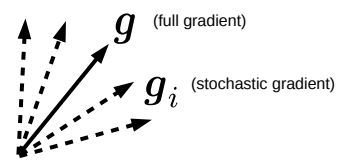 g (full gradient)
g_i (stochastic gradient)